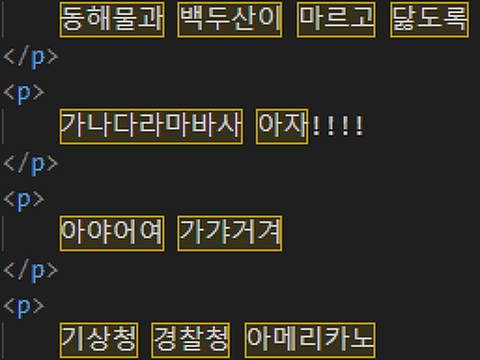 동해물과 백두산이 마르고 닳도록
</p>
<p>
가나다라마바사 아자!!!!
</p>
<p>
아야어여 가갸거겨
</p>
<p>
기상청 경찰청 아메리카노